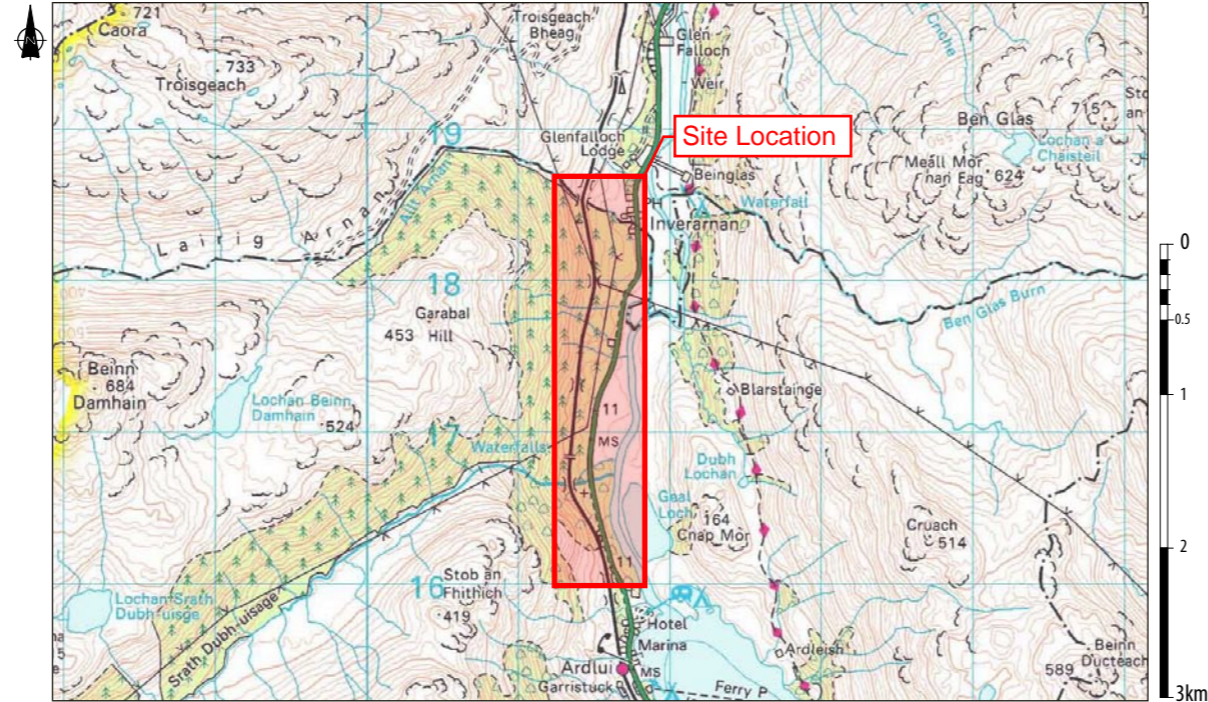 721
Caora
733
Troisgeach
Troisgeach
Bheag
Glen
Falloch
Weir
Ben Glas
715
Lochan a
Chaisteil
Meall Mor
nan Eag 624
Glenfalloch
Lodge
Site Location
Beinglas
19
Allt Arnan
Lairig Arnan
PH
Waterfall
Inverarnan
18
Garabal
453 Hill
Ben Glas Burn
Beinn
684
Damhain
Lochan Beinn
Damhain
524
Blarstainge
17
Waterfalls
11
MS
Dubh
Lochan
Geal
Loch
164
Cnap Mór
Cruach
514
16
Stob an
Fhithich
419
11
Lochan Srath
Dubh-uisge
Srath Dubh-uisage
Hotel
Marina
Ardlui
MS
Garristuck
Ferry P
Ardleish
Beinn
Ducteach
589
0
0.5
1
2
3km